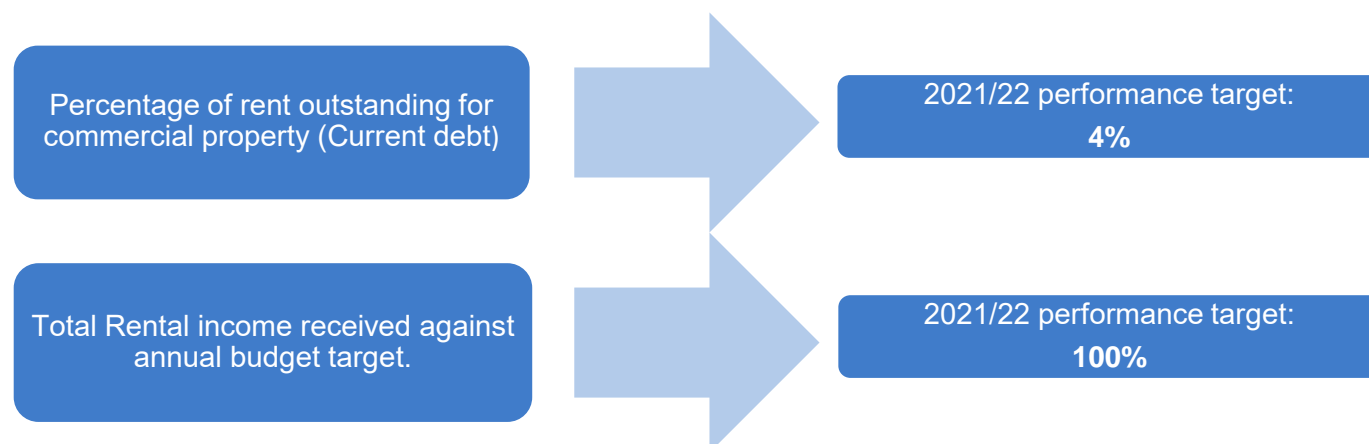 Percentage of rent outstanding for
commercial property (Current debt)
2021/22 performance target:
4%
Total Rental income received against
annual budget target.
2021/22 performance target:
100%